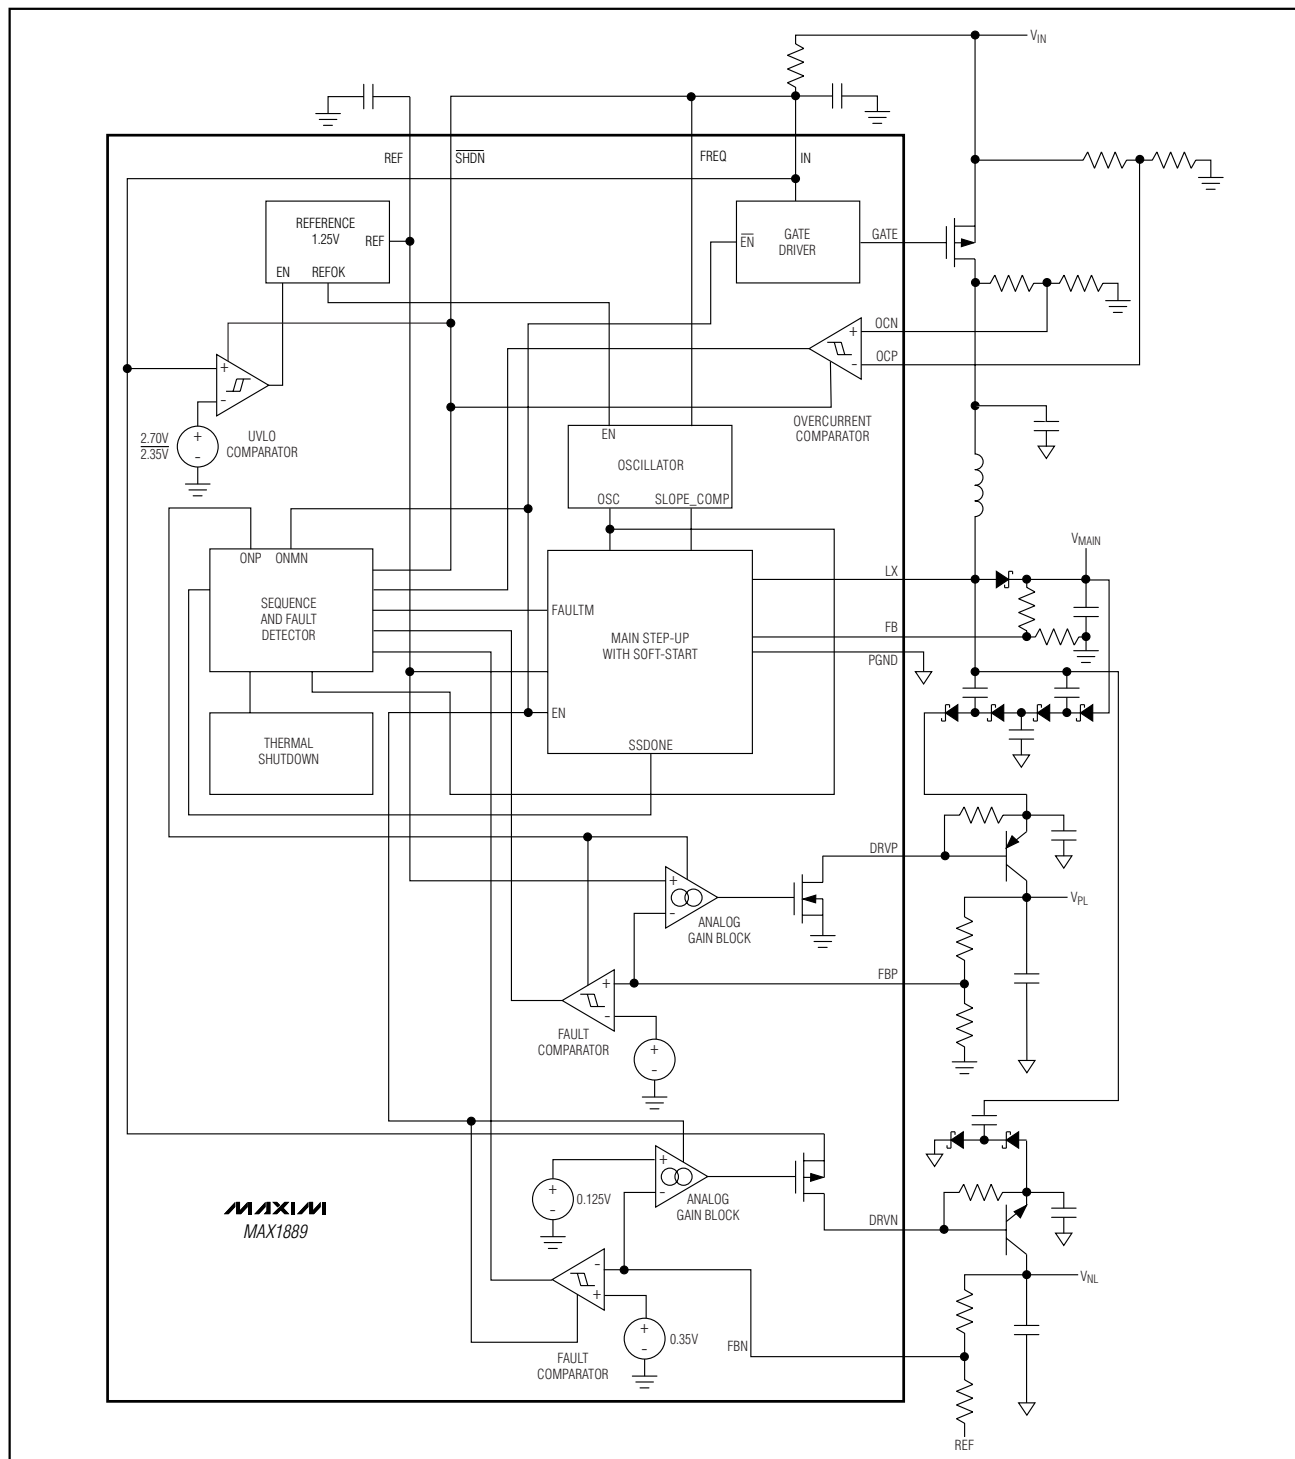 VIN
REF
SHDN
FREQ
IN
REFERENCE
1.25V
REF
EN
REFOK
EN
GATE
DRIVER
GATE
OCN
+
-
OCP
OVERCURRENT
COMPARATOR
+
-
UVLO
COMPARATOR
2.70V
2.35V
+
-
EN
OSCILLATOR
OSC
SLOPE_COMP
ONP
ONMN
SEQUENCE
AND FAULT
DETECTOR
FAULTM
MAIN STEP-UP
WITH SOFT-START
EN
SSDONE
THERMAL
SHUTDOWN
LX
VMAIN
FB
PGND
DRVP
+
-
ANALOG
GAIN BLOCK
VPL
FBP
+
-
FAULT
COMPARATOR
+
-
+
-
0.125V
+
-
ANALOG
GAIN BLOCK
DRVN
MAXIM
MAX1889
-
+
FAULT
COMPARATOR
+
-
0.35V
FBN
VNL
REF